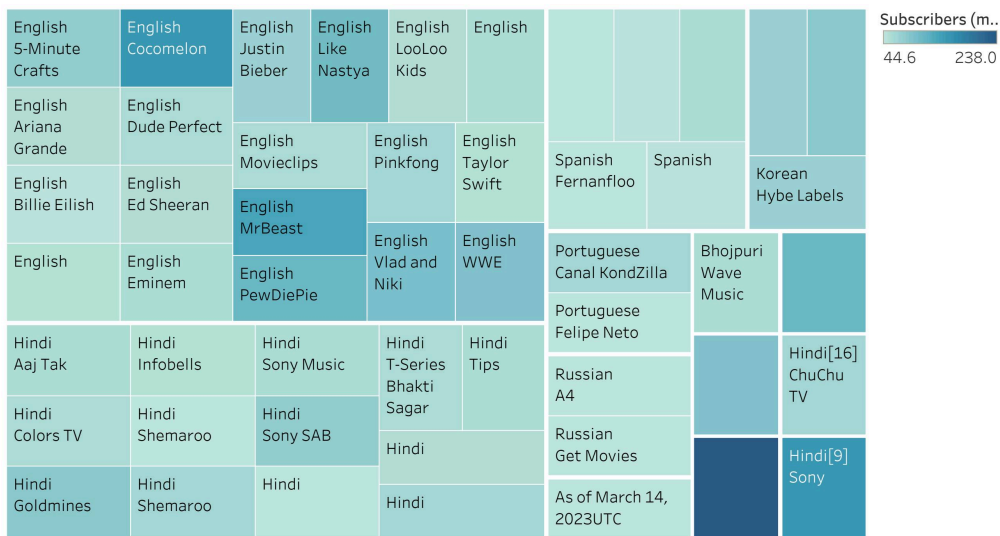 English
5-Minute
Crafts
English
Cocomelon
English
Justin
Bieber
English
Like
Nastya
English
LooLoo
Kids
English
English
Ariana
Grande
English
Dude Perfect
English
Movieclips
English
Pinkfong
English
Taylor
Swift
English
Billie Eilish
English
Ed Sheeran
English
MrBeast
English
Vlad and
Niki
English
WWE
English
English
Eminem
English
PewDiePie
Hindi
Aaj Tak
Hindi
Infobells
Hindi
Sony Music
Hindi
T-Series
Bhakti
Sagar
Hindi
Tips
Hindi
Colors TV
Hindi
Shemaroo
Hindi
Sony SAB
Hindi
Hindi
Goldmines
Hindi
Shemaroo
Hindi
Hindi
Spanish
Fernanfloo
Spanish
Korean
Hybe Labels
Portuguese
Canal KondZilla
Portuguese
Felipe Neto
Russian
A4
Russian
Get Movies
As of March 14,
2023UTC
Bhojpuri
Wave
Music
Hindi[16]
ChuChu
TV
Hindi[9]
Sony
Subscribers (m..
44.6 238.0